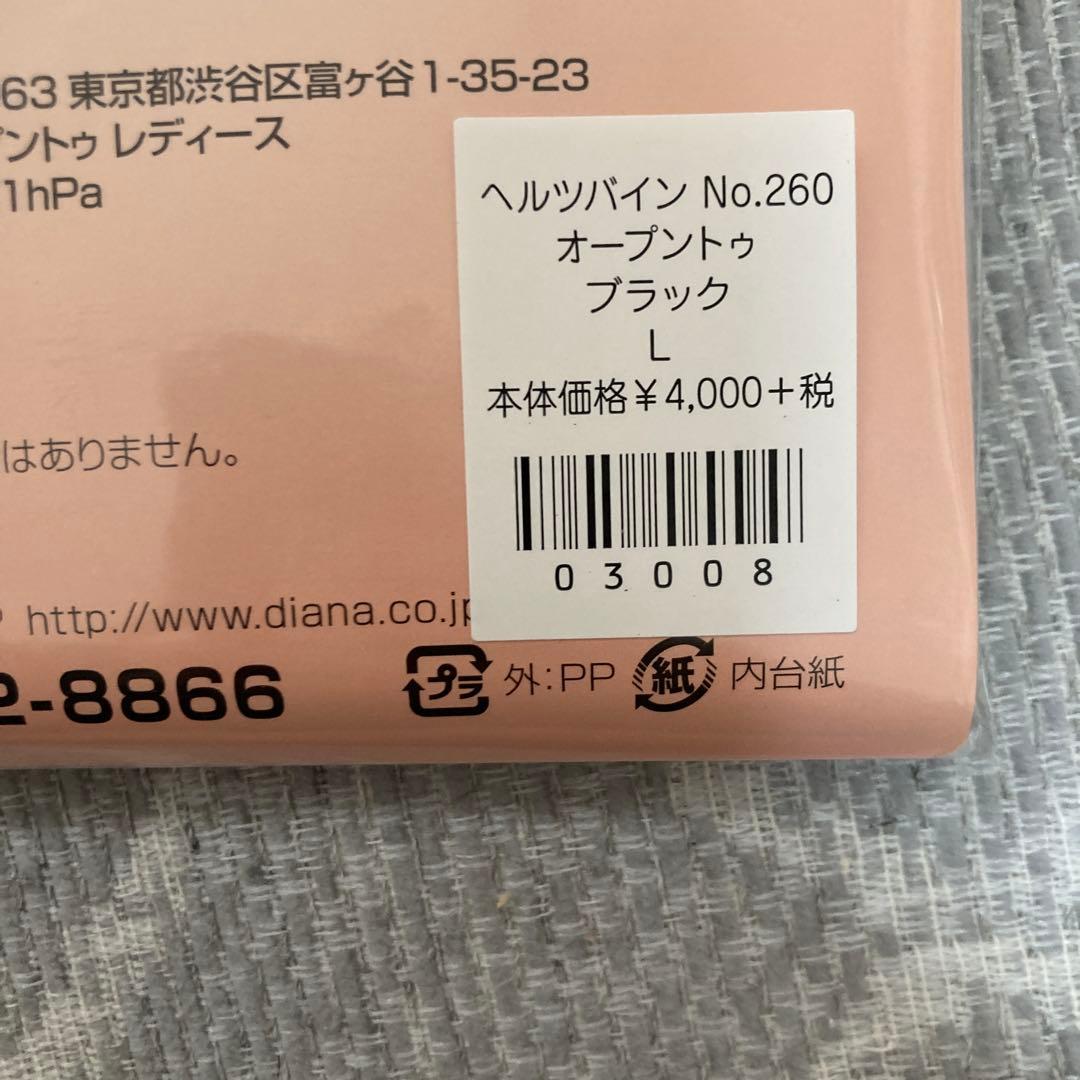 63 東京都渋谷区富ヶ谷1-35-23
プントゥ レディース
1hPa
はありません。
http://www.diana.co.jp
2-8866
プラ 外:PP 紙 内台紙
ヘルツバイン No.260
オープントゥ
ブラック
L
本体価格¥4,000+税
03008